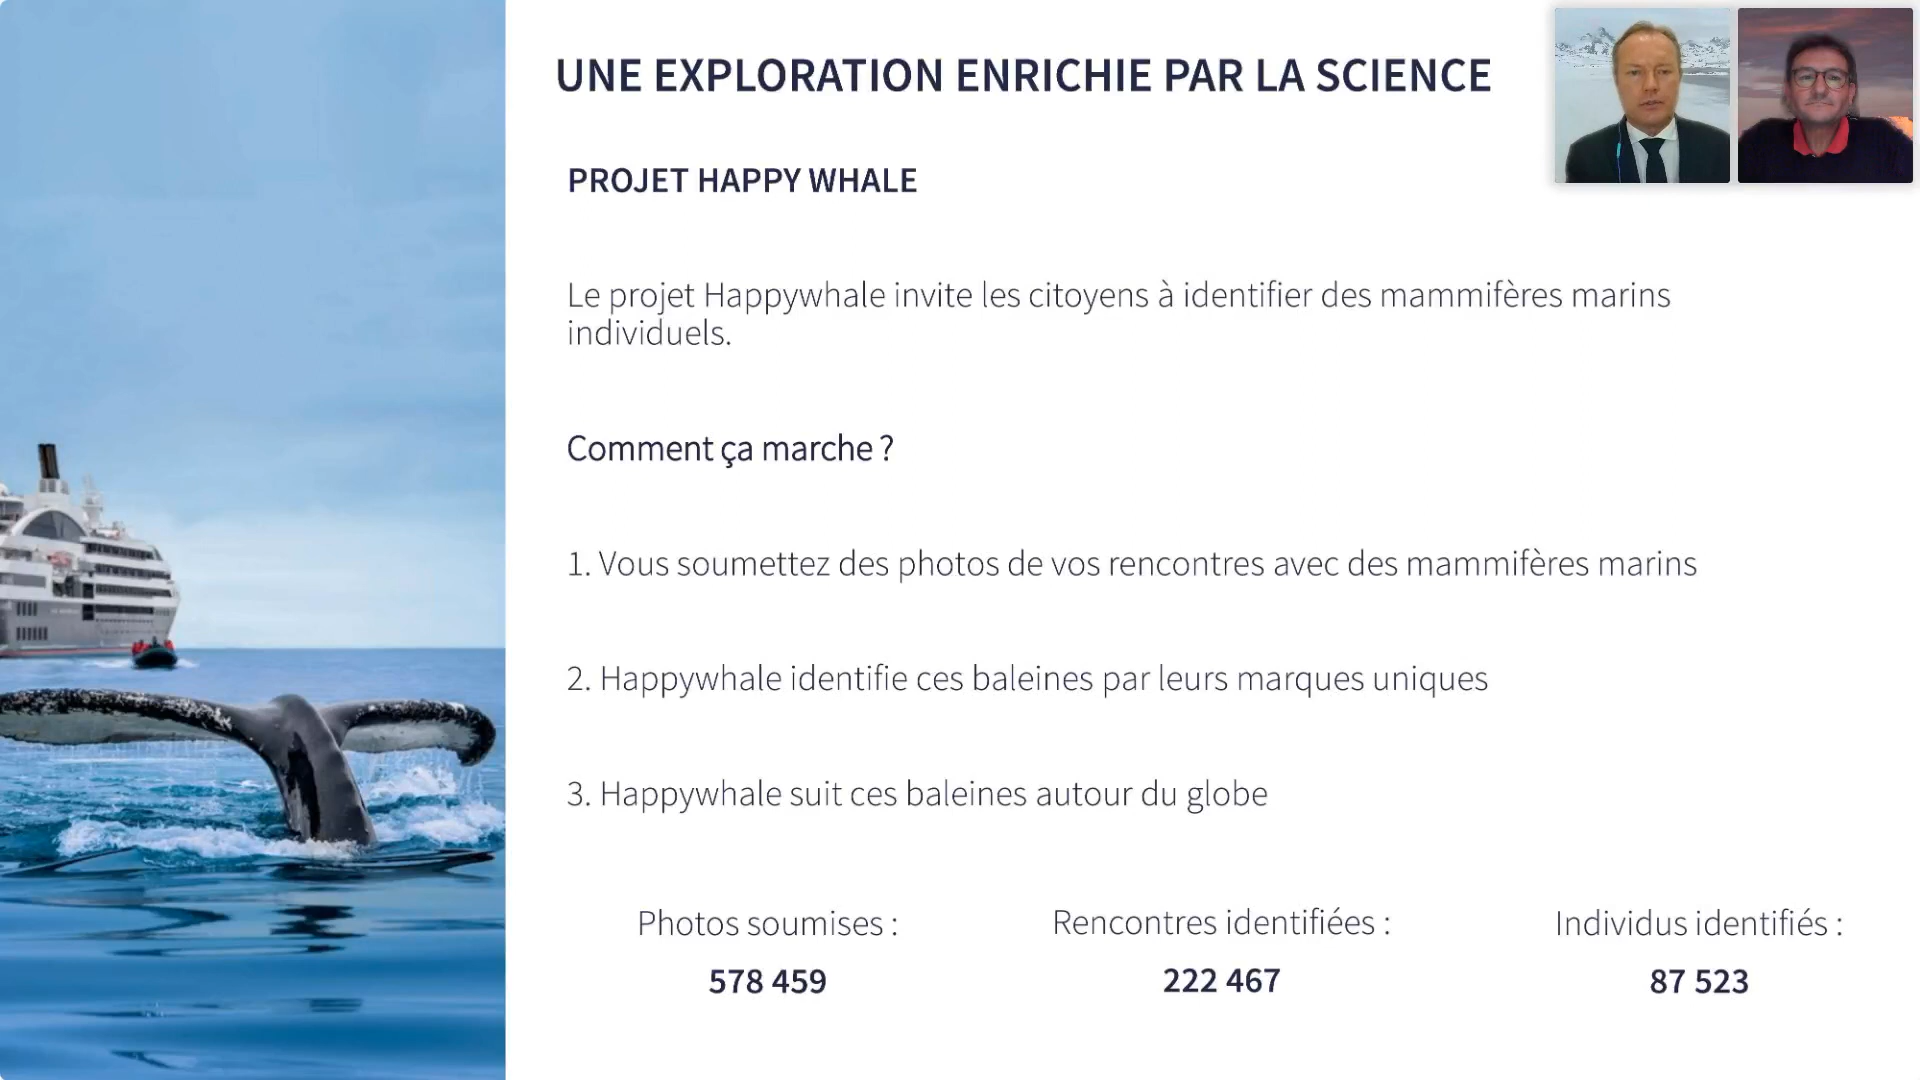 UNE EXPLORATION ENRICHIE PAR LA SCIENCE
PROJET HAPPY WHALE
Le projet Happywhale invite les citoyens à identifier des mammifères marins
individuels.
Comment ça marche ?
1. Vous soumettez des photos de vos rencontres avec des mammifères marins
2. Happywhale identifie ces baleines par leurs marques uniques
3. Happywhale suit ces baleines autour du globe
Photos soumises :
578 459
Rencontres identifiées :
222 467
Individus identifiés :
87 523